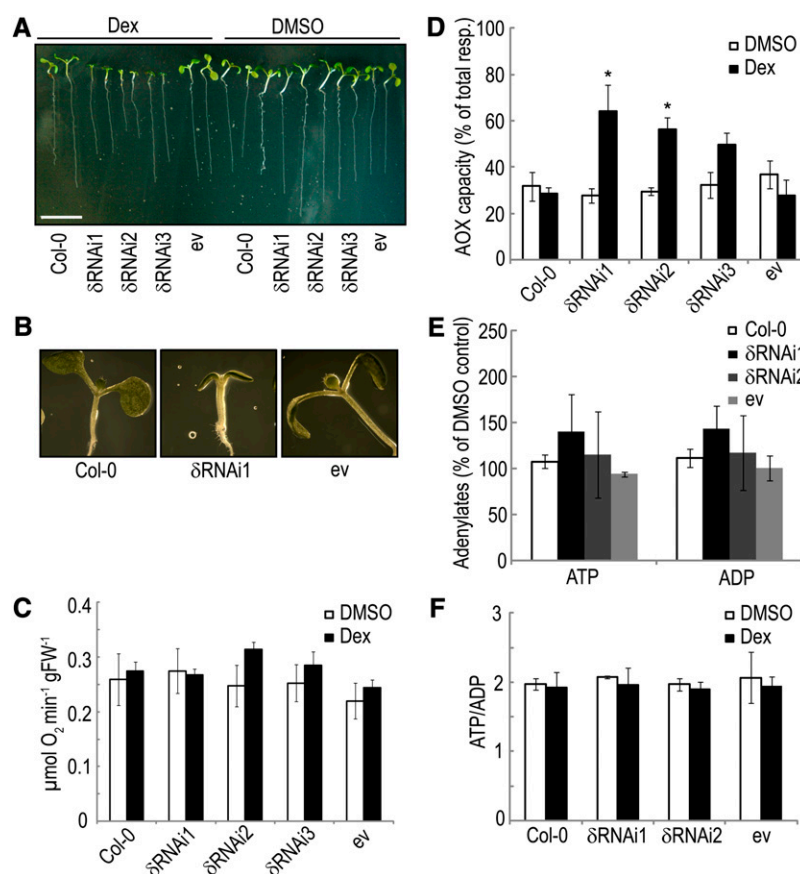 A
Dex DMSO
Col-0 δRNAi1 δRNAi2 δRNAi3 ev Col-0 δRNAi1 δRNAi2 δRNAi3 ev
B
Col-0 δRNAi1 ev
C
µmol O₂ min⁻¹ gFW⁻¹
0.4
0.3
0.2
0.1
0
DMSO
Dex
Col-0 δRNAi1 δRNAi2 δRNAi3 ev
D
AOX capacity (% of total resp.)
100
80
60
40
20
0
DMSO
Dex
* *
Col-0 δRNAi1 δRNAi2 δRNAi3 ev
E
Adenylates (% of DMSO control)
250
200
150
100
50
0
Col-0
δRNAi1
δRNAi2
ev
ATP ADP
F
ATP/ADP
3
2
1
0
DMSO
Dex
Col-0 δRNAi1 δRNAi2 ev